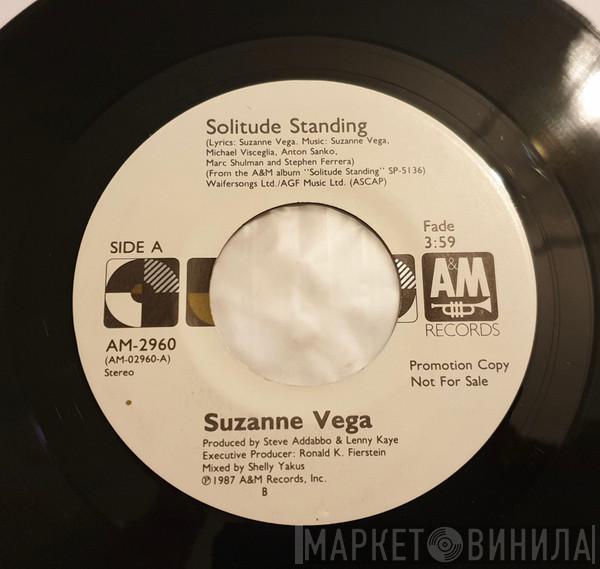 Solitude Standing
(Lyrics: Suzanne Vega. Music: Suzanne Vega,
Michael Visceglia, Anton Sanko,
Marc Shulman and Stephen Ferrera)
(From the A&M album "Solitude Standing" SP-5136)
Waifersongs Ltd./AGF Music Ltd. (ASCAP)
SIDE A
Fade
3:59
A&M
RECORDS
AM-2960
(AM-02960-A)
Stereo
Promotion Copy
Not For Sale
Suzanne Vega
Produced by Steve Addabbo & Lenny Kaye
Executive Producer: Ronald K. Fierstein
Mixed by Shelly Yakus
℗ 1987 A&M Records, Inc.
B
МАРКЕТ ВИНИЛА